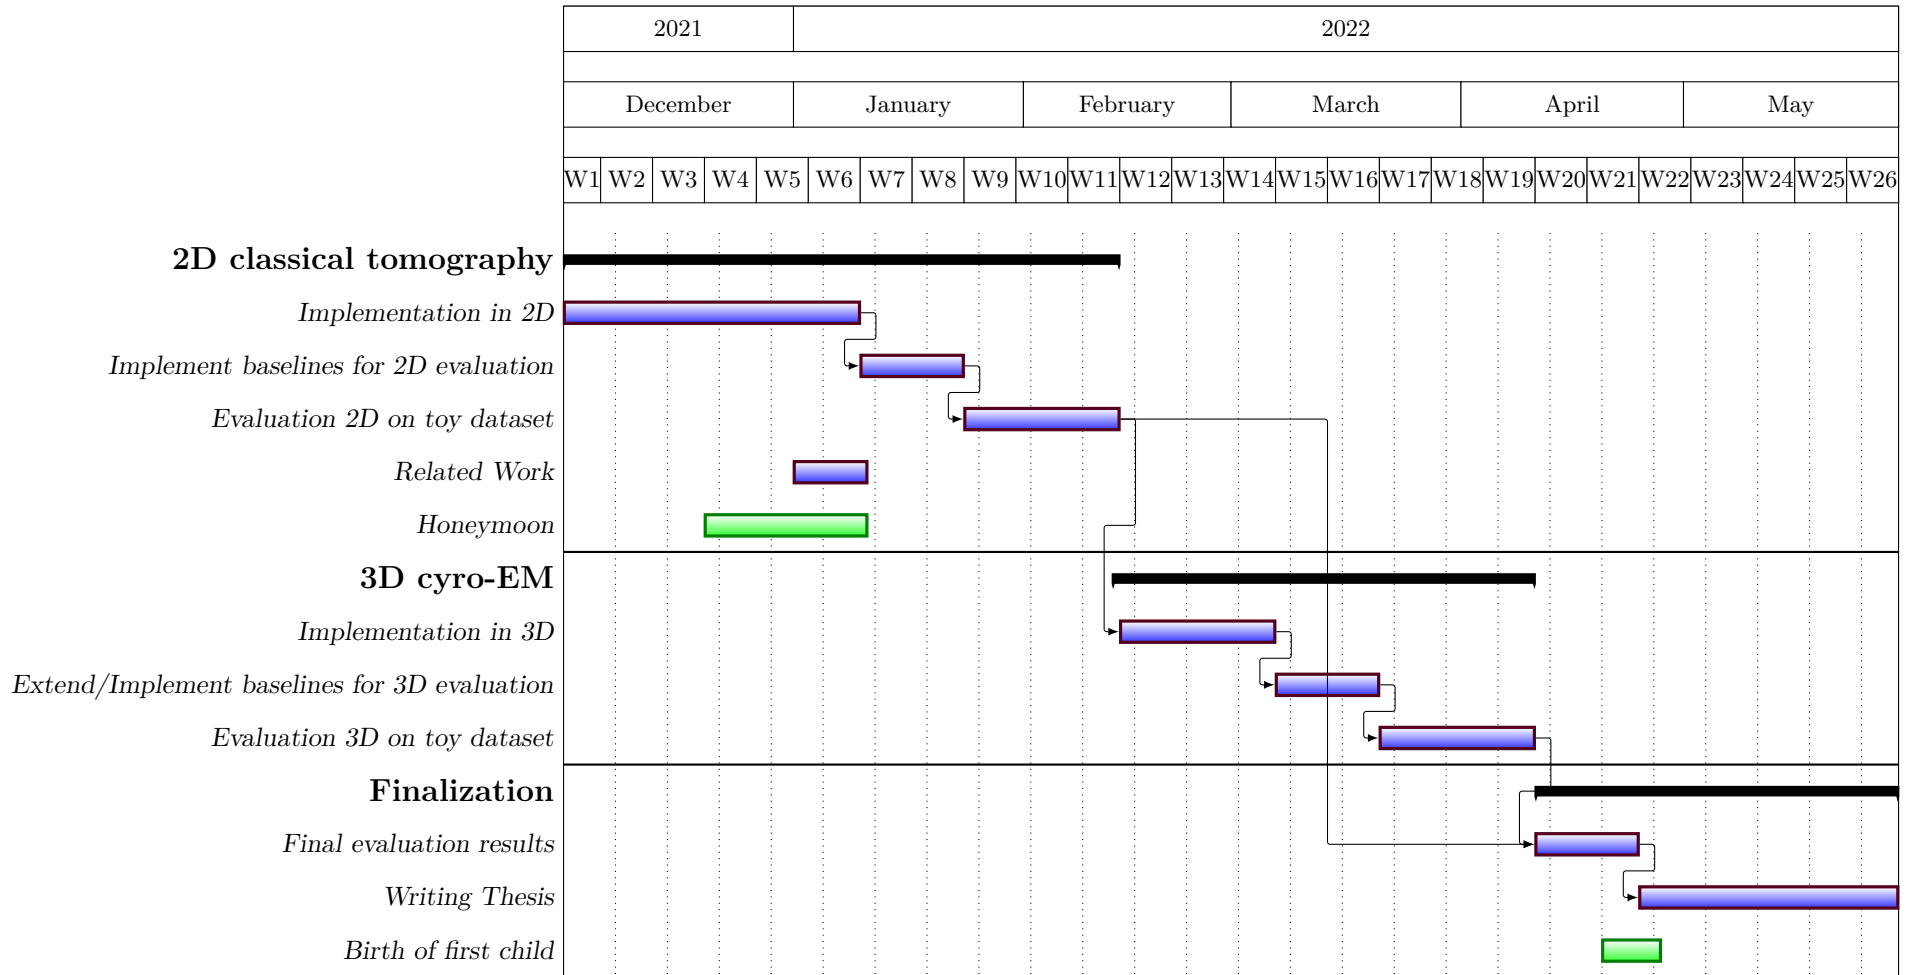 2021 2022
December January February March April May
W1 W2 W3 W4 W5 W6 W7 W8 W9 W10 W11 W12 W13 W14 W15 W16 W17 W18 W19 W20 W21 W22 W23 W24 W25 W26
2D classical tomography
Implementation in 2D
Implement baselines for 2D evaluation
Evaluation 2D on toy dataset
Related Work
Honeymoon
3D cyro-EM
Implementation in 3D
Extend/Implement baselines for 3D evaluation
Evaluation 3D on toy dataset
Finalization
Final evaluation results
Writing Thesis
Birth of first child